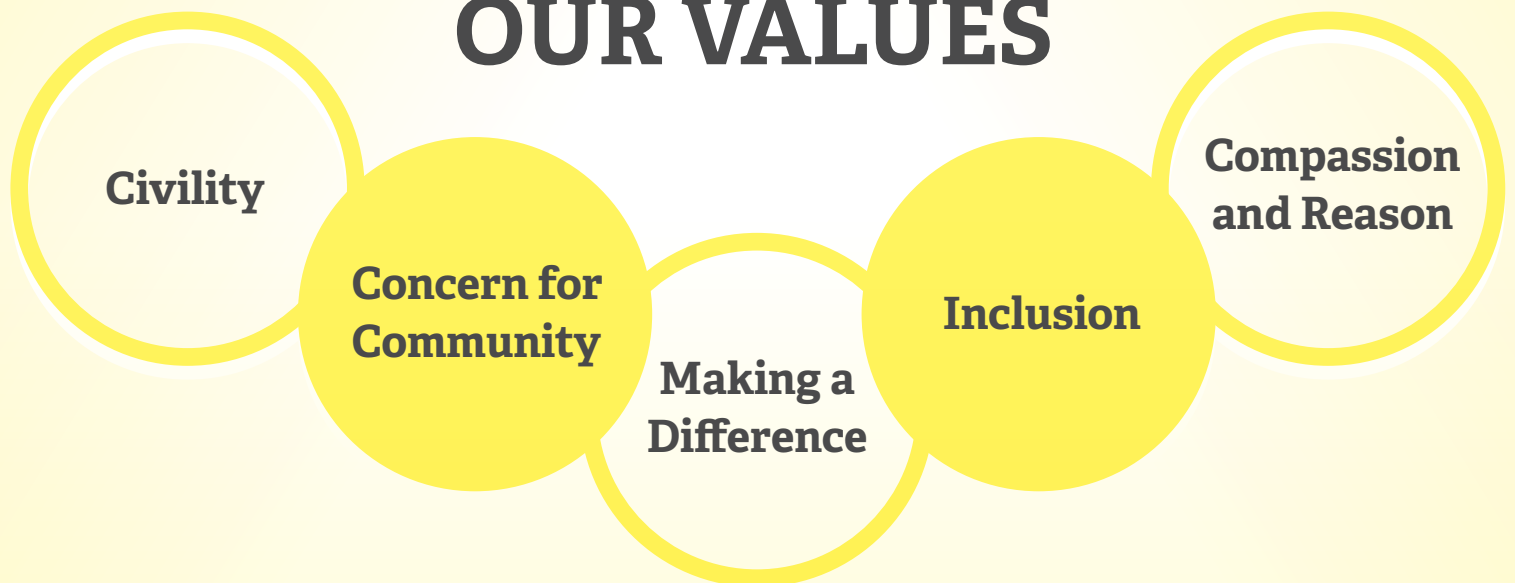 OUR VALUES
Civility
Concern for
Community
Making a
Difference
Inclusion
Compassion
and Reason